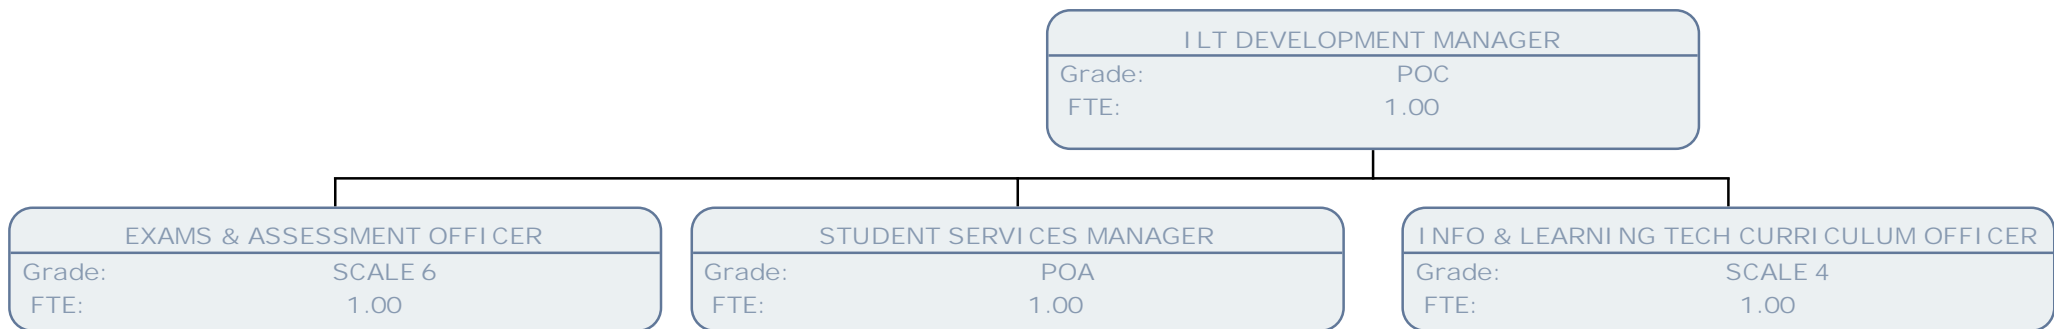 ILT DEVELOPMENT MANAGER
Grade: POC
FTE: 1.00
EXAMS & ASSESSMENT OFFICER
Grade: SCALE 6
FTE: 1.00
STUDENT SERVICES MANAGER
Grade: POA
FTE: 1.00
INFO & LEARNING TECH CURRICULUM OFFICER
Grade: SCALE 4
FTE: 1.00